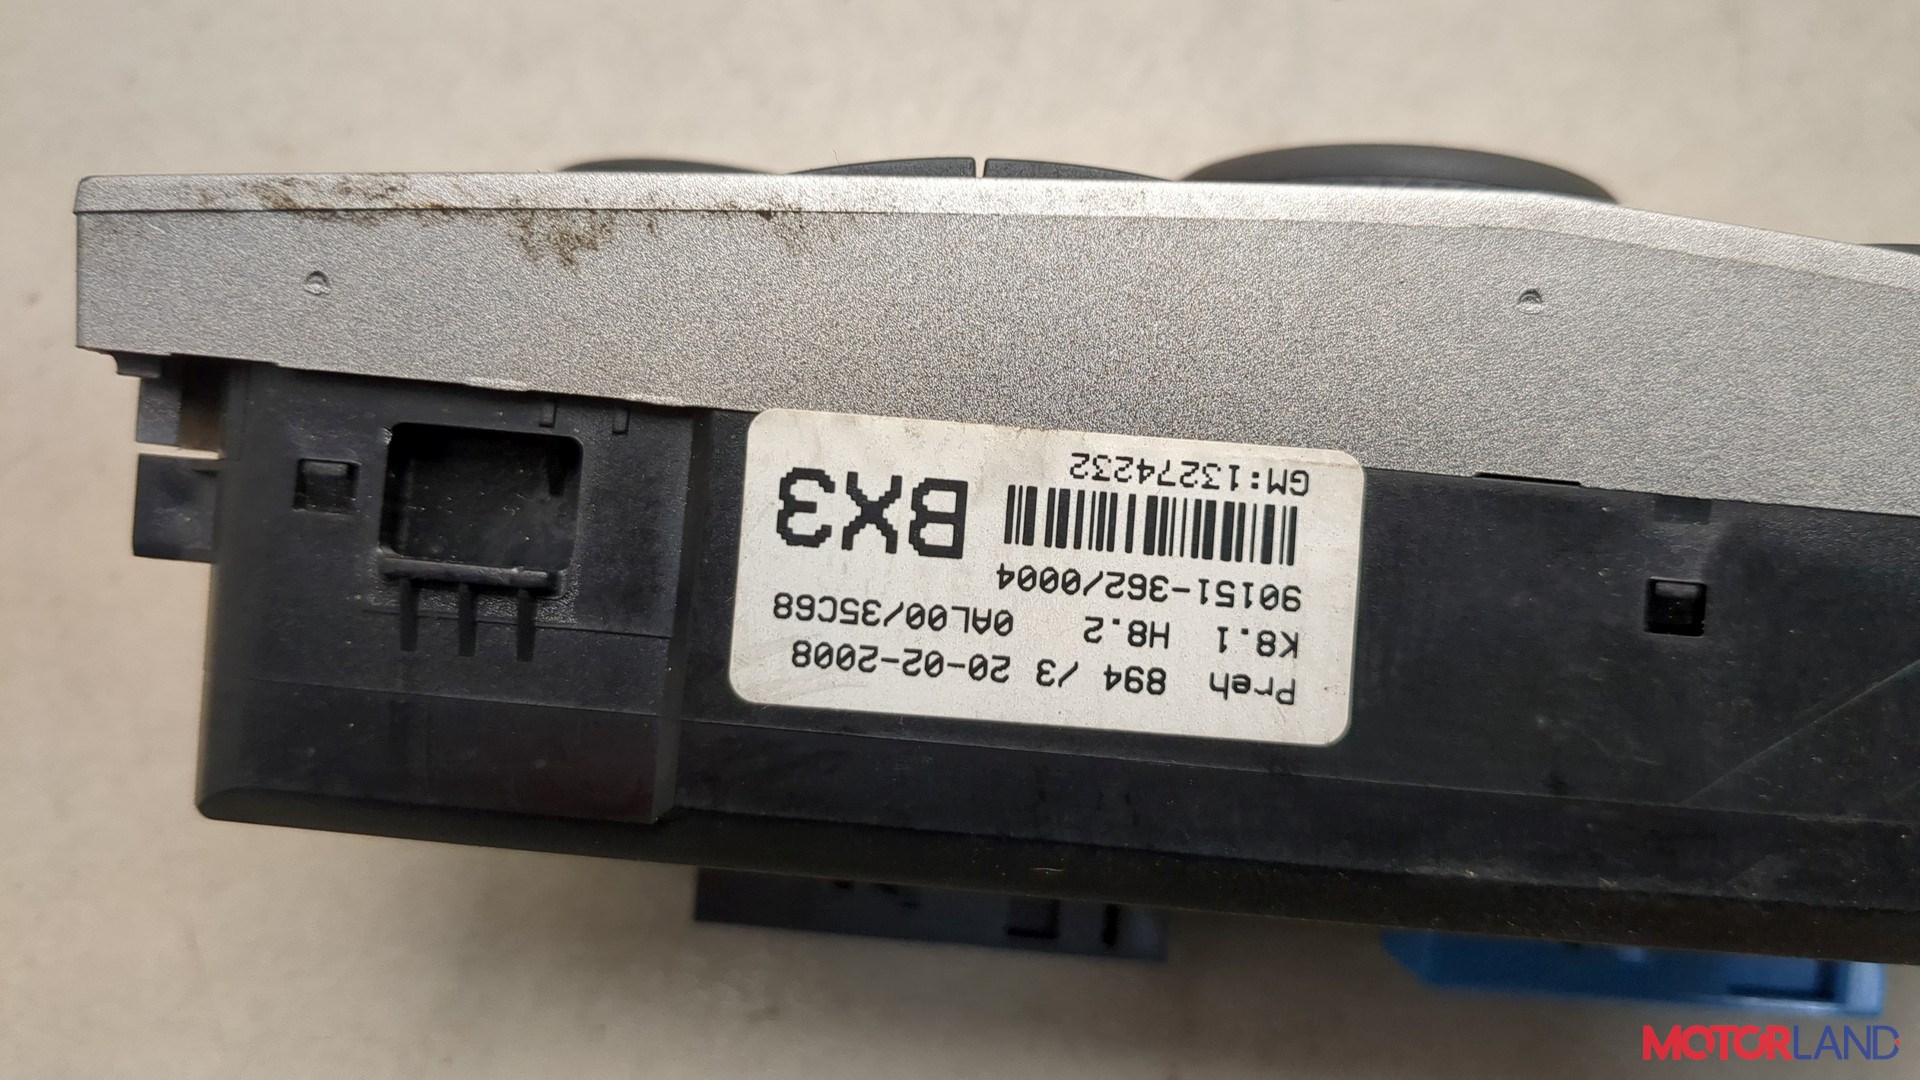 Preh 894 /3 20-02-2008
K8.1 H8.2 0AL00/35C68
90151-362/0004
BX3
GM:13274232
MOTORLAND